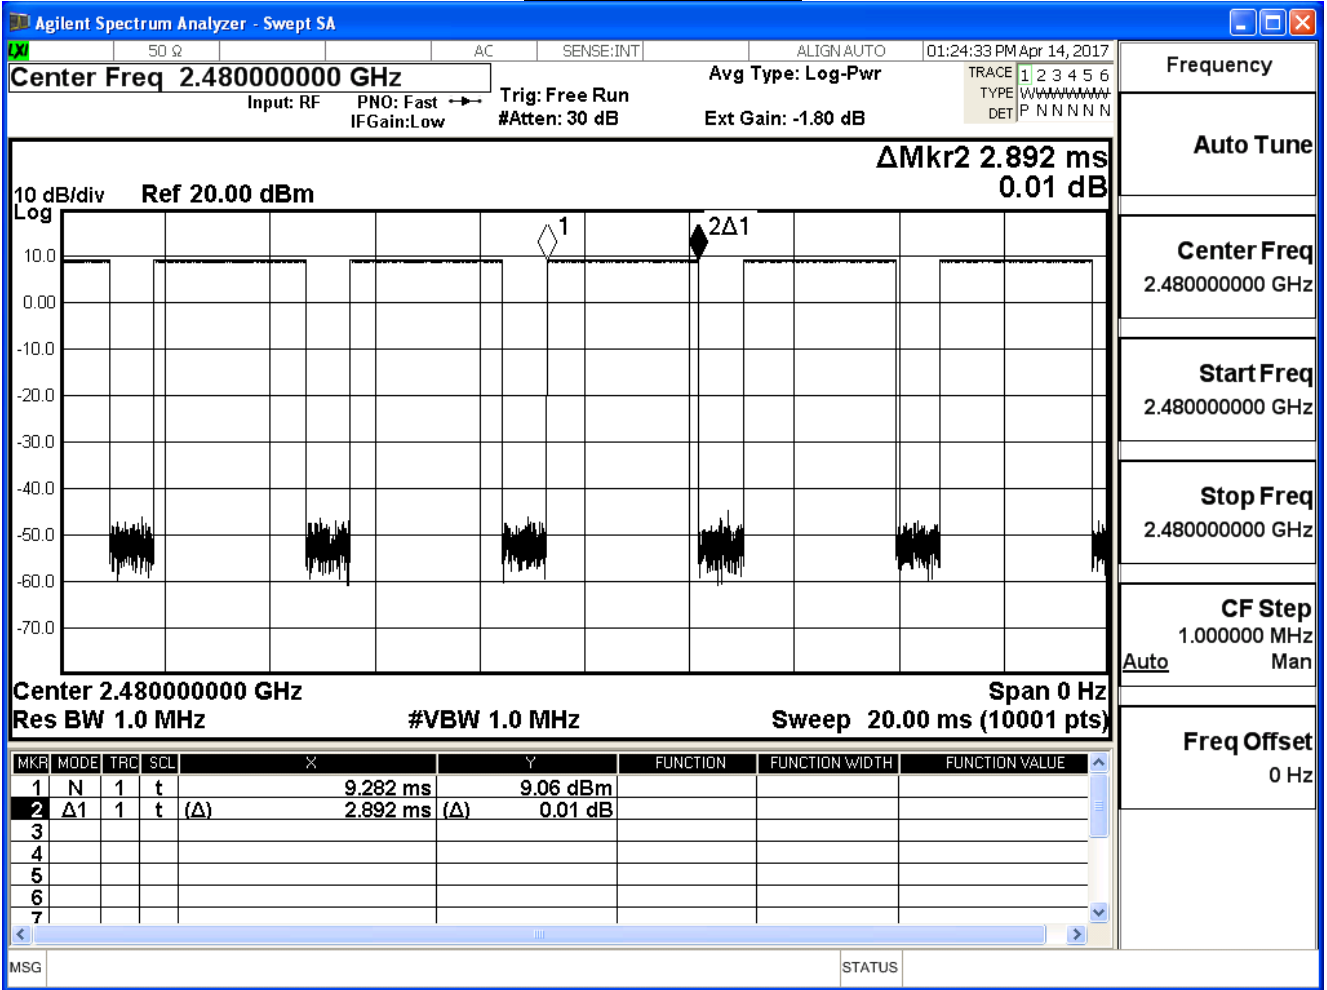 Agilent Spectrum Analyzer - Swept SA
LXI 50 Ω AC SENSE:INT ALIGN AUTO 01:24:33 PM Apr 14, 2017
Center Freq 2.480000000 GHz
Input: RF PNO: Fast Trig: Free Run Avg Type: Log-Pwr TRACE 1 2 3 4 5 6
TYPE WWWWWW
IFGain:Low #Atten: 30 dB Ext Gain: -1.80 dB DET P N N N N N
ΔMkr2 2.892 ms
0.01 dB
10 dB/div Ref 20.00 dBm
Log
1
2Δ1
10.0
0.00
-10.0
-20.0
-30.0
-40.0
-50.0
-60.0
-70.0
Center 2.480000000 GHz Span 0 Hz
Res BW 1.0 MHz #VBW 1.0 MHz Sweep 20.00 ms (10001 pts)
MKR MODE TRC SCL X Y FUNCTION FUNCTION WIDTH FUNCTION VALUE
1 N 1 t 9.282 ms 9.06 dBm
2 Δ1 1 t (Δ) 2.892 ms (Δ) 0.01 dB
3
4
5
6
7
MSG STATUS
Frequency
Auto Tune
Center Freq
2.480000000 GHz
Start Freq
2.480000000 GHz
Stop Freq
2.480000000 GHz
CF Step
1.000000 MHz
Auto Man
Freq Offset
0 Hz